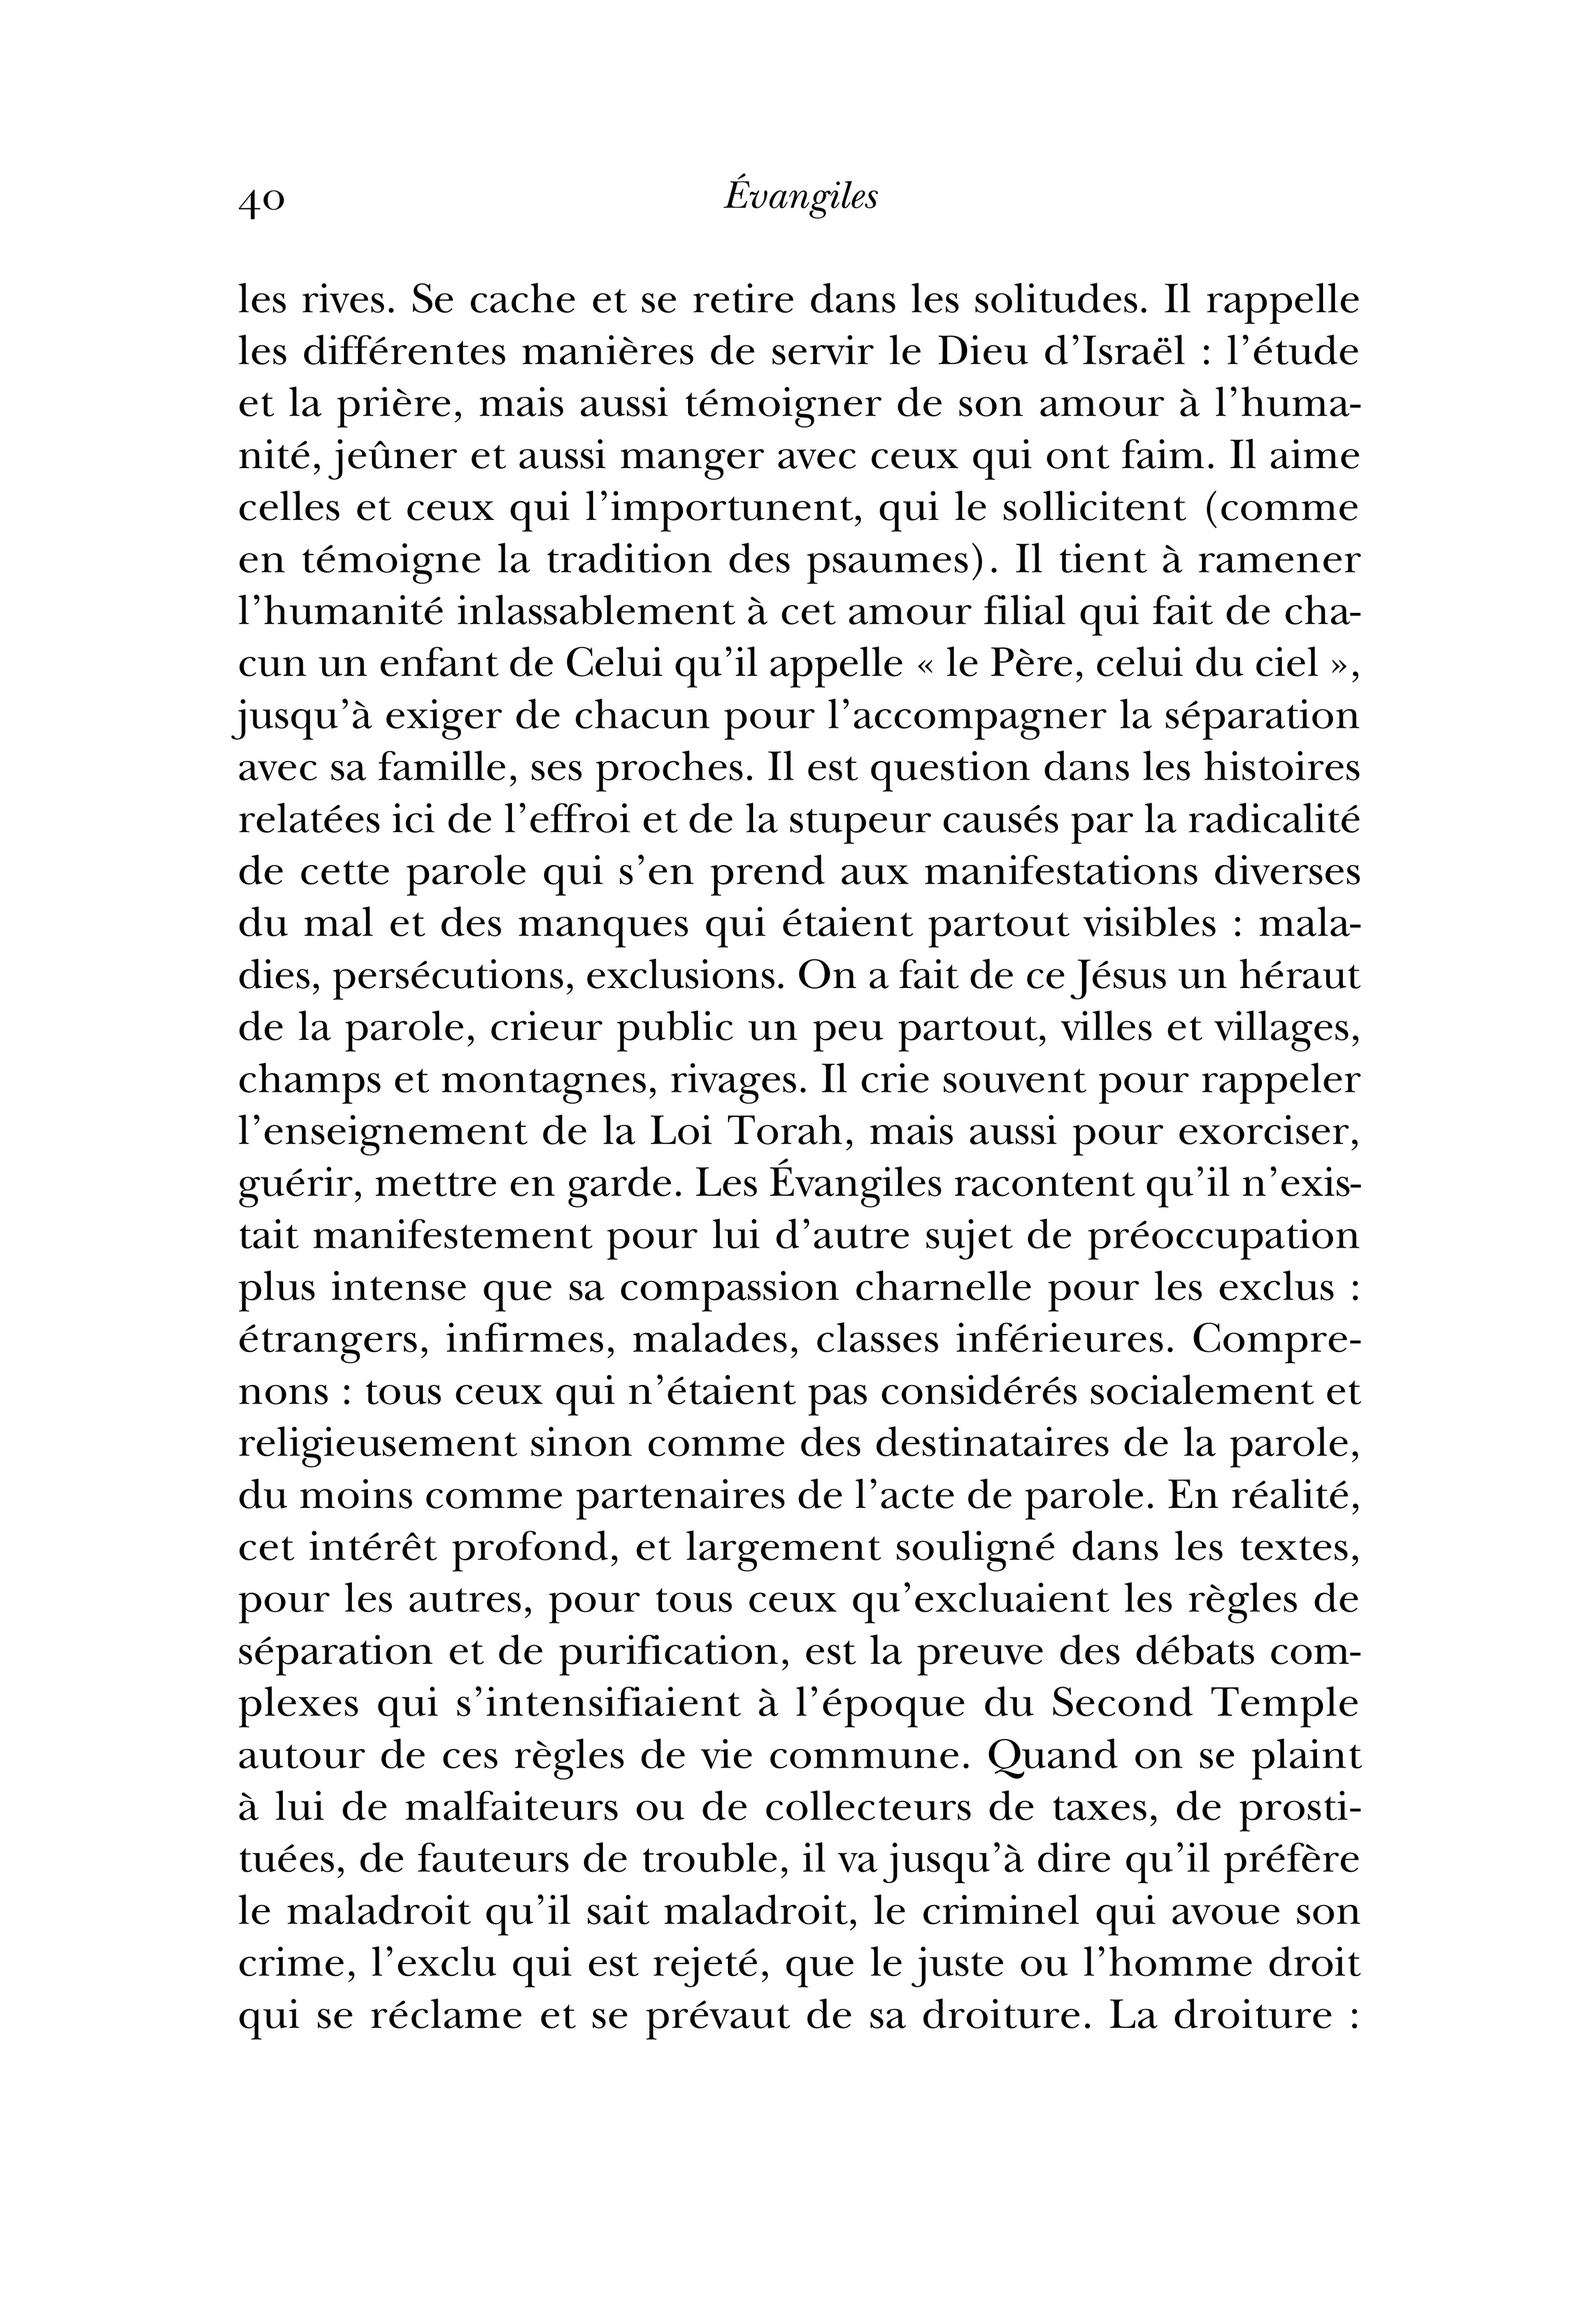 40 Évangiles
les rives. Se cache et se retire dans les solitudes. Il rappelle
les différentes manières de servir le Dieu d’Israël : l’étude
et la prière, mais aussi témoigner de son amour à l’huma-
nité, jeûner et aussi manger avec ceux qui ont faim. Il aime
celles et ceux qui l’importunent, qui le sollicitent (comme
en témoigne la tradition des psaumes). Il tient à ramener
l’humanité inlassablement à cet amour filial qui fait de cha-
cun un enfant de Celui qu’il appelle « le Père, celui du ciel »,
jusqu’à exiger de chacun pour l’accompagner la séparation
avec sa famille, ses proches. Il est question dans les histoires
relatées ici de l’effroi et de la stupeur causés par la radicalité
de cette parole qui s’en prend aux manifestations diverses
du mal et des manques qui étaient partout visibles : mala-
dies, persécutions, exclusions. On a fait de ce Jésus un héraut
de la parole, crieur public un peu partout, villes et villages,
champs et montagnes, rivages. Il crie souvent pour rappeler
l’enseignement de la Loi Torah, mais aussi pour exorciser,
guérir, mettre en garde. Les Évangiles racontent qu’il n’exis-
tait manifestement pour lui d’autre sujet de préoccupation
plus intense que sa compassion charnelle pour les exclus :
étrangers, infirmes, malades, classes inférieures. Compre-
nons : tous ceux qui n’étaient pas considérés socialement et
religieusement sinon comme des destinataires de la parole,
du moins comme partenaires de l’acte de parole. En réalité,
cet intérêt profond, et largement souligné dans les textes,
pour les autres, pour tous ceux qu’excluaient les règles de
séparation et de purification, est la preuve des débats com-
plexes qui s’intensifiaient à l’époque du Second Temple
autour de ces règles de vie commune. Quand on se plaint
à lui de malfaiteurs ou de collecteurs de taxes, de prosti-
tuées, de fauteurs de trouble, il va jusqu’à dire qu’il préfère
le maladroit qu’il sait maladroit, le criminel qui avoue son
crime, l’exclu qui est rejeté, que le juste ou l’homme droit
qui se réclame et se prévaut de sa droiture. La droiture :